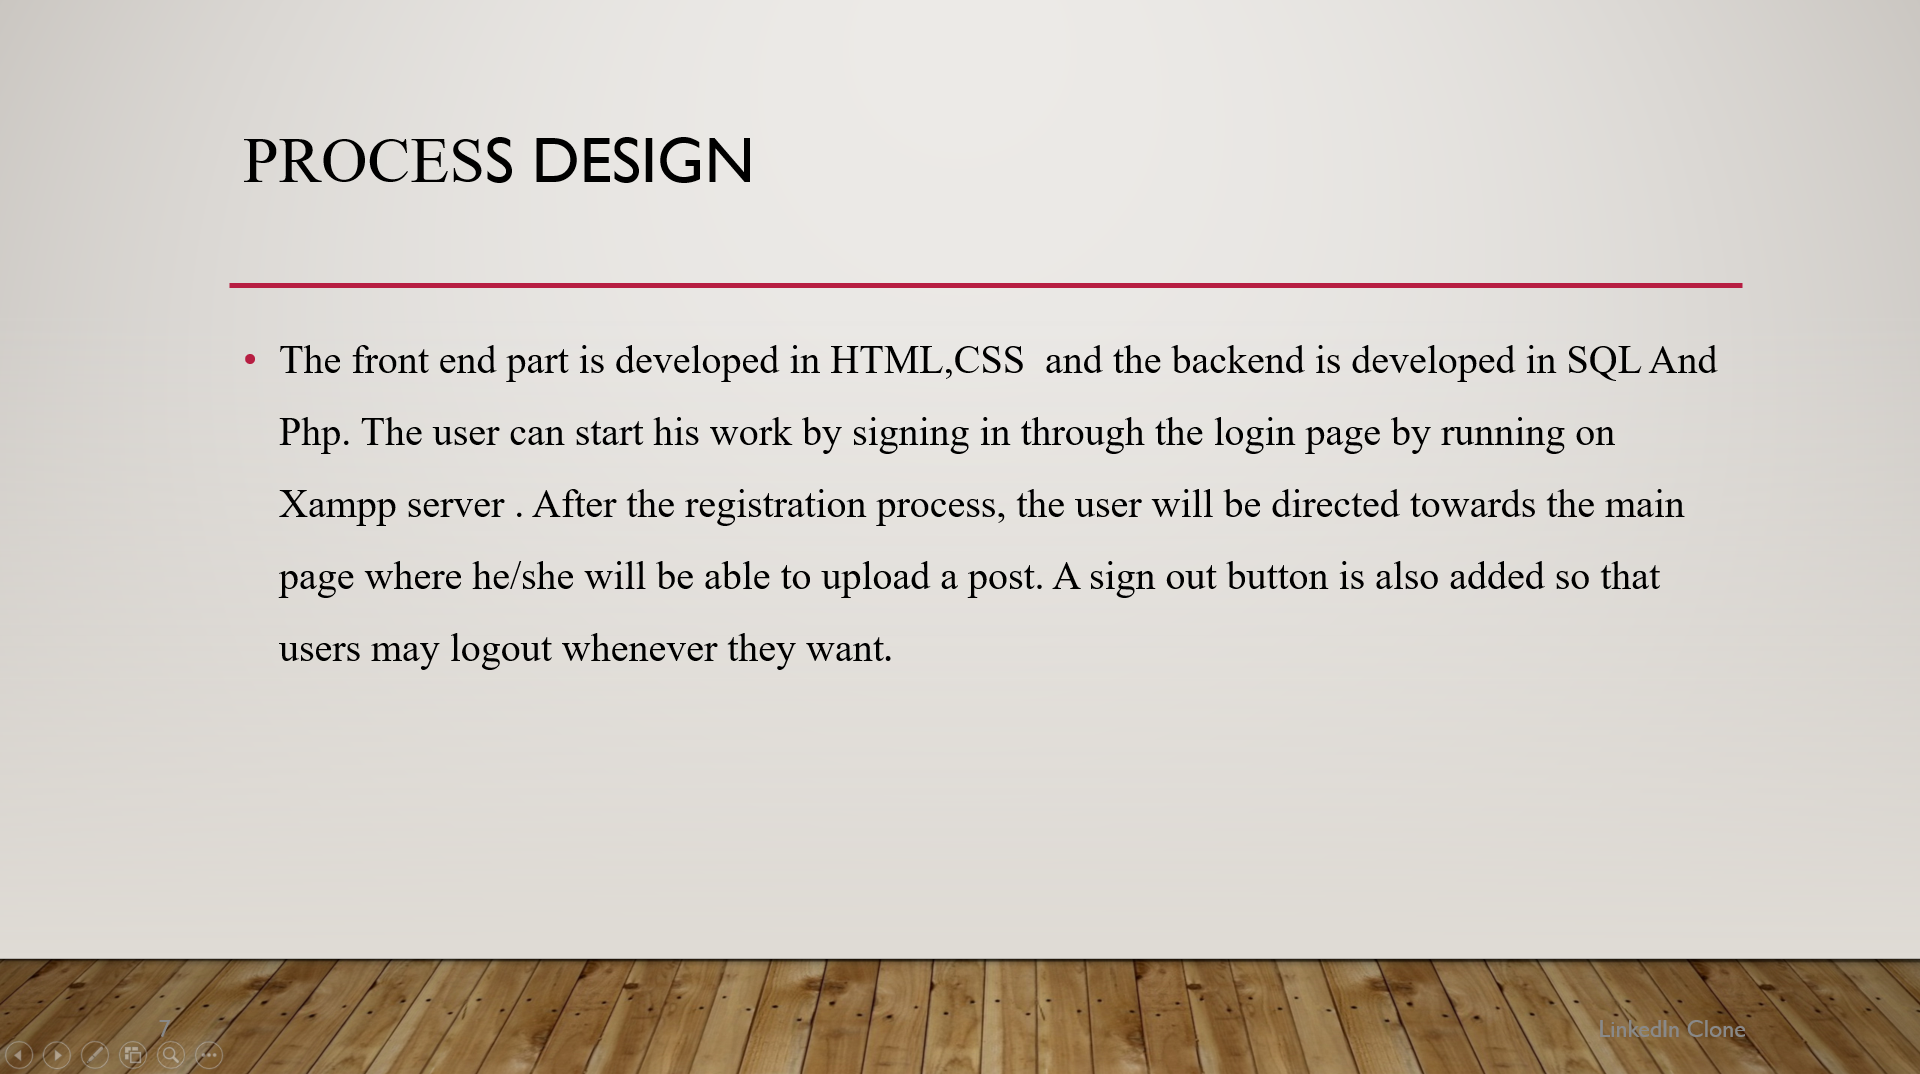 PROCESS DESIGN
• The front end part is developed in HTML,CSS  and the backend is developed in SQL And
Php. The user can start his work by signing in through the login page by running on
Xampp server . After the registration process, the user will be directed towards the main
page where he/she will be able to upload a post. A sign out button is also added so that
users may logout whenever they want.
7
LinkedIn Clone